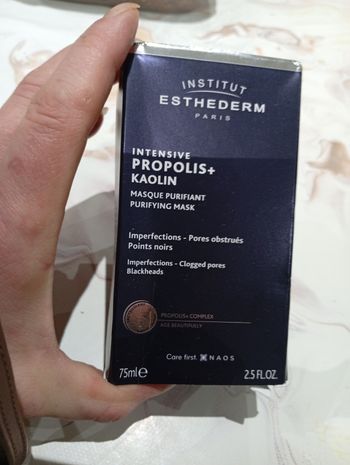 INSTITUT
ESTHEDERM
PARIS
INTENSIVE
PROPOLIS+
KAOLIN
MASQUE PURIFIANT
PURIFYING MASK
Imperfections - Pores obstrués
Points noirs
Imperfections - Clogged pores
Blackheads
PROPOLIS+ COMPLEX
AGE BEAUTIFULLY
Care first. NAOS
75ml℮ 2.5 FL.OZ.